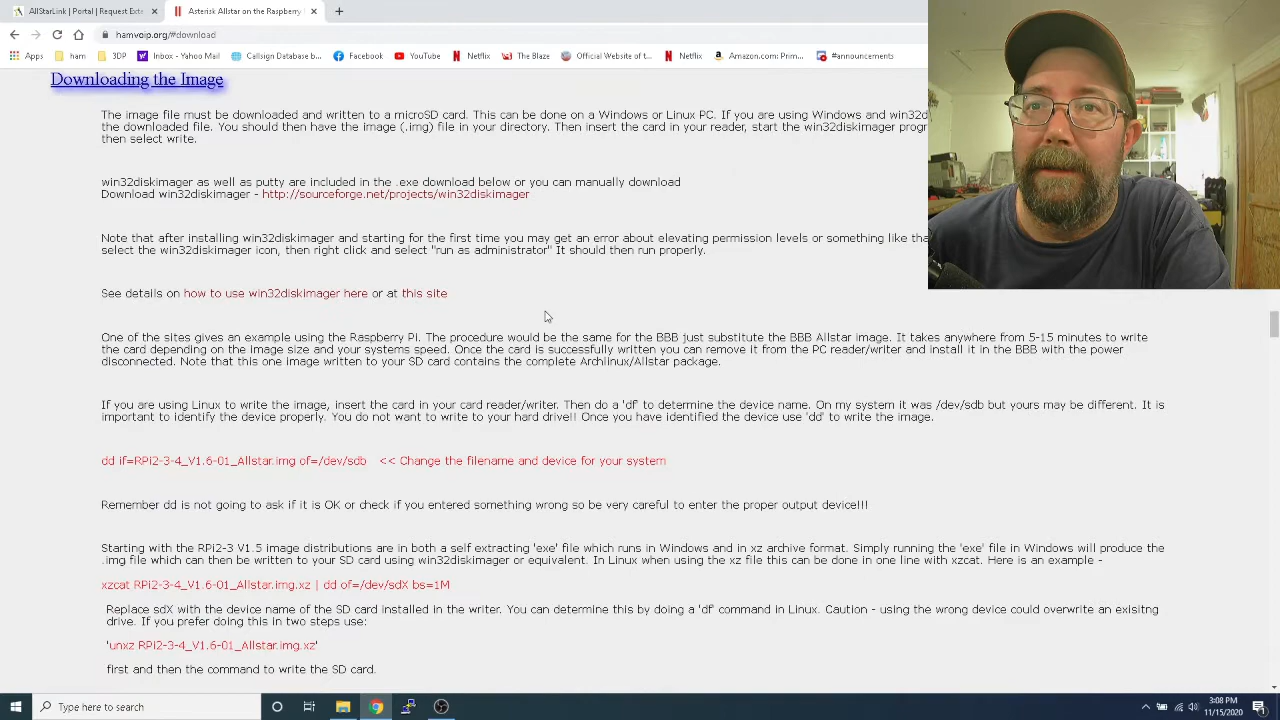 AllStarLink | Portal | Request Exte
Asterisk Allstar on the Raspberry
hamvoip.org/#download
Apps
ham
3DP
Inbox - Yahoo Mail
Callsign Database b...
Facebook
YouTube
Netflix
The Blaze
Official Website of t...
Netflix
Amazon.com: Prim...
#announcements
Downloading the Image
The image file must be downloaded and written to a microSD card. This can be done on a Windows or Linux PC. If you are using Windows and win32d
the downloaded file. You should then have the image (.img) file in your directory. Then insert the card in your reader, start the win32diskimager progr
then select write.
win32diskimager as well as putty are included in the .exe download below or you can manually download
Download win32diskimager - http://sourceforge.net/projects/win32diskimager
Note that after installing win32diskimager and starting for the first time you may get an error about elevating permission levels or something like tha
select the win32diskimager icon, then right click and select "run as administrator" It should then run properly.
See details on how to use win32diskimager here or at this site
One of the sites gives an example using the Raspberry Pi. The procedure would be the same for the BBB just substitute the BBB Allstar image. It takes anywhere from 5-15 minutes to write
the card depending on the image size and your systems speed. Once the card is successfully written you can remove it from the PC reader/writer and install it in the BBB with the power
disconnected. Note that this one image written to your SD card contains the complete Archlinux/Allstar package.
If you are using Linux to write the image, insert the card in your card reader/writer. Then do a 'df' to determine the device name. On my system it was /dev/sdb but yours may be different. It is
important to identify the device properly. You do not want to write to your hard drive!! Once you have identified the device use 'dd' to write the image.
dd if=RPi2-3-4_V1.6-01_Allstar.img of=/dev/sdb << Change the filename and device for your system
Remember dd is not going to ask if it is OK or check if you entered something wrong so be very careful to enter the proper output device!!!
Starting with the RPi2-3 V1.5 image distributions are in both a self extracting 'exe' file which runs in Windows and in xz archive format. Simply running the 'exe' file in Windows will produce the
.img file which can then be written to your SD card using win32diskimager or equivalent. In Linux when using the xz file this can be done in one line with xzcat. Here is an example -
xzcat RPi2-3-4_V1.6-01_Allstar.img.xz | dd of=/dev/sdX bs=1M
Replace sdX with the device name of the SD card installed in the writer. You can determine this by doing a 'df' command in Linux. Caution - using the wrong device could overwrite an exisitng
drive. If you prefer doing this in two steps use:
'unxz RPi2-3-4_V1.6-01_Allstar.img.xz'
first and then the command to write the SD card.
Type here to search
3:08 PM
11/15/2020